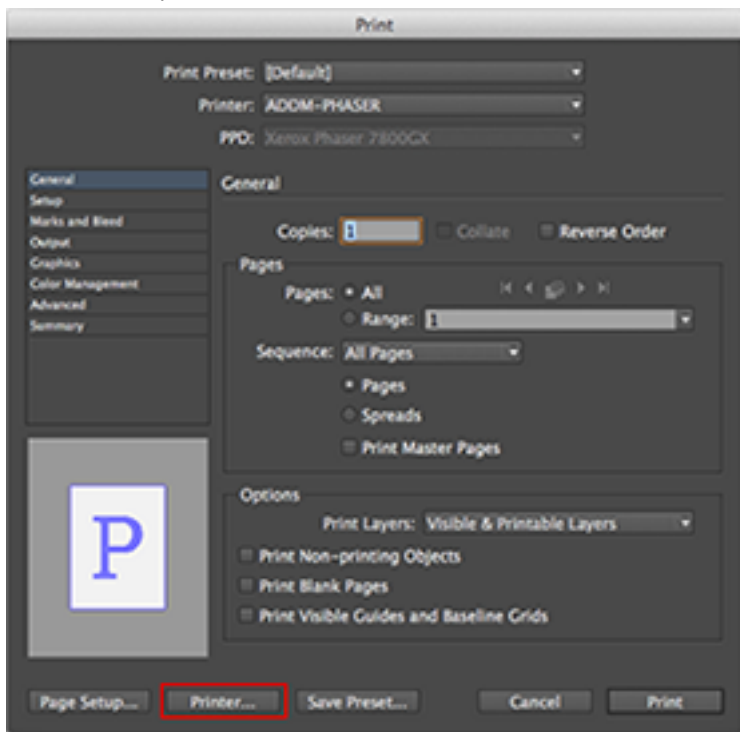 Print
Print Preset: [Default]
Printer: ADOM-PHASER
PPD: Xerox Phaser 7800GX
General
Setup
Marks and Bleed
Output
Graphics
Color Management
Advanced
Summary
General
Copies: 1 Collate Reverse Order
Pages
Pages: All
Range: 1
Sequence: All Pages
Pages
Spreads
Print Master Pages
P
Options
Print Layers: Visible & Printable Layers
Print Non-printing Objects
Print Blank Pages
Print Visible Guides and Baseline Grids
Page Setup... Printer... Save Preset... Cancel Print